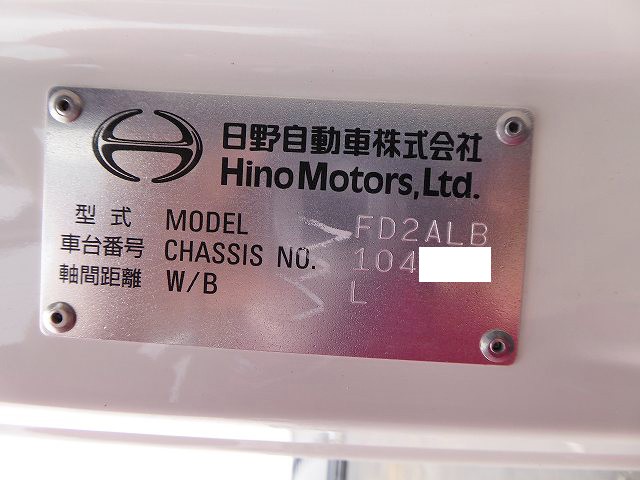 日野自動車株式会社
Hino Motors, Ltd.
型式 MODEL FD2ALB
車台番号 CHASSIS NO. 104
軸間距離 W/B L